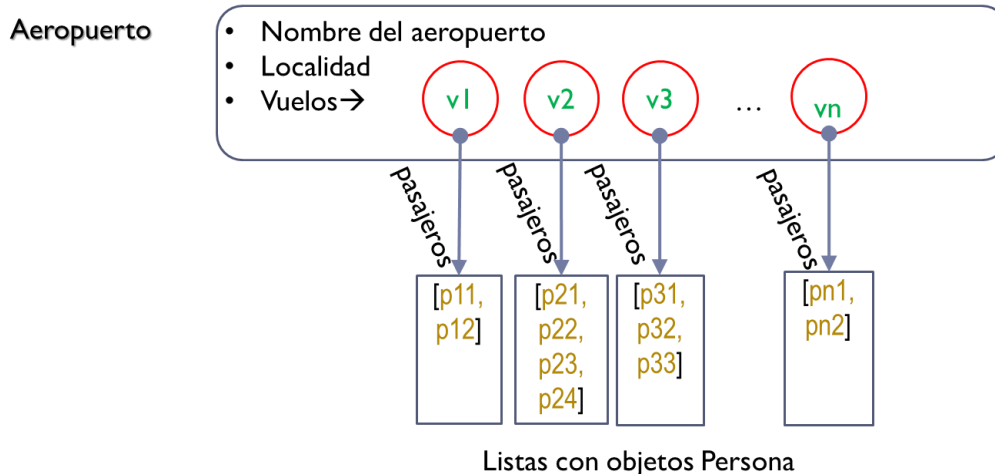 Aeropuerto
• Nombre del aeropuerto
• Localidad
• Vuelos→
v1
v2
v3
...
vn
pasajeros
pasajeros
pasajeros
pasajeros
[p11,
p12]
[p21,
p22,
p23,
p24]
[p31,
p32,
p33]
[pn1,
pn2]
Listas con objetos Persona